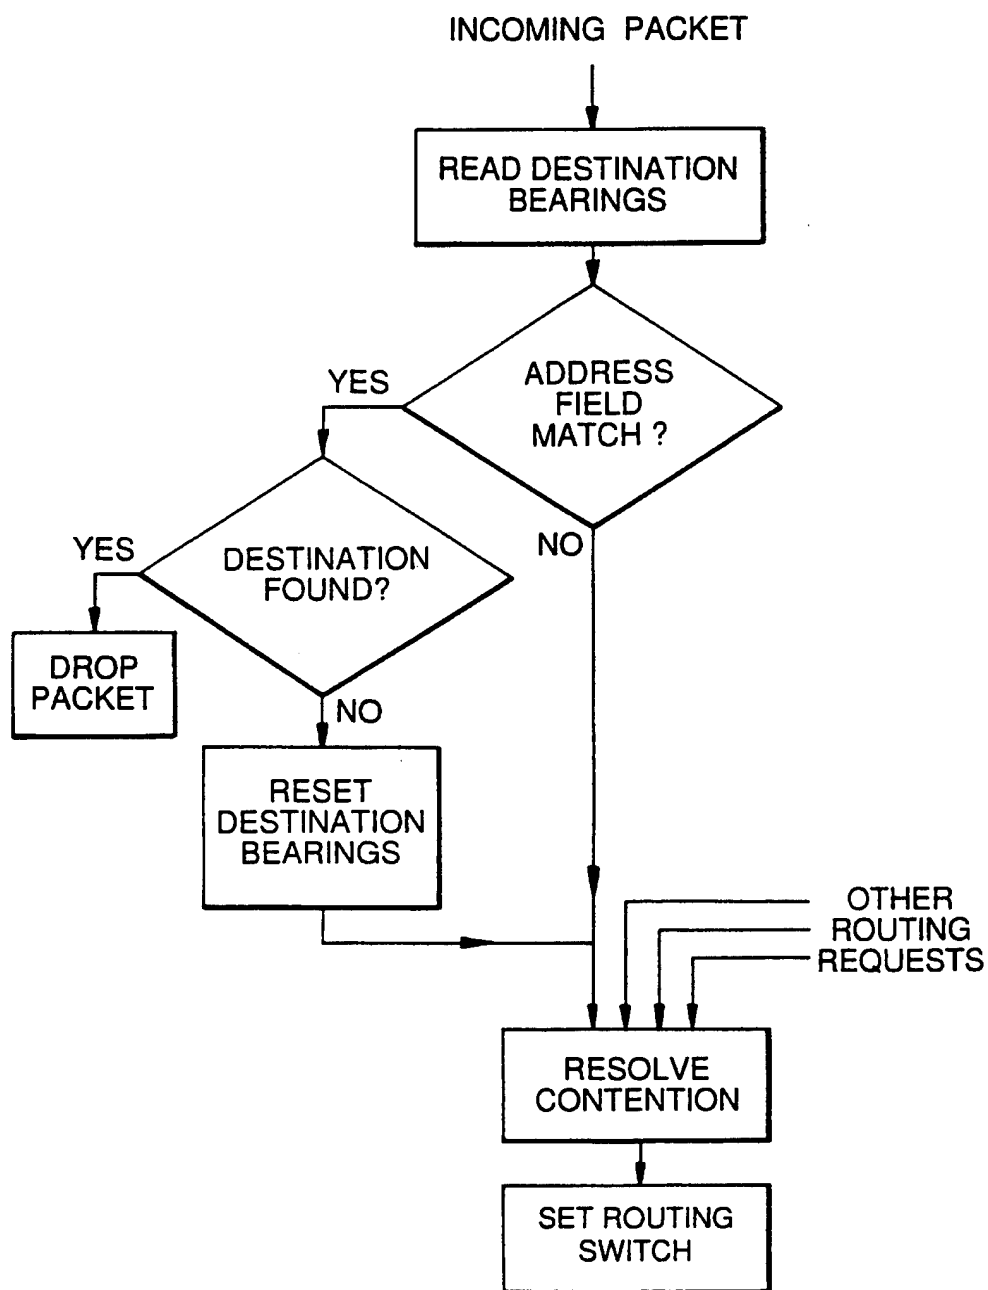 INCOMING PACKET
READ DESTINATION
BEARINGS
ADDRESS
FIELD
MATCH ?
YES
NO
DESTINATION
FOUND?
YES
DROP
PACKET
NO
RESET
DESTINATION
BEARINGS
OTHER
ROUTING
REQUESTS
RESOLVE
CONTENTION
SET ROUTING
SWITCH